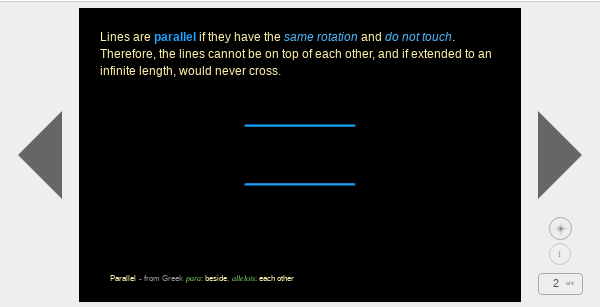 Lines are parallel if they have the same rotation and do not touch.
Therefore, the lines cannot be on top of each other, and if extended to an
infinite length, would never cross.
Parallel - from Greek para: beside, allelois: each other
i
2 of 6